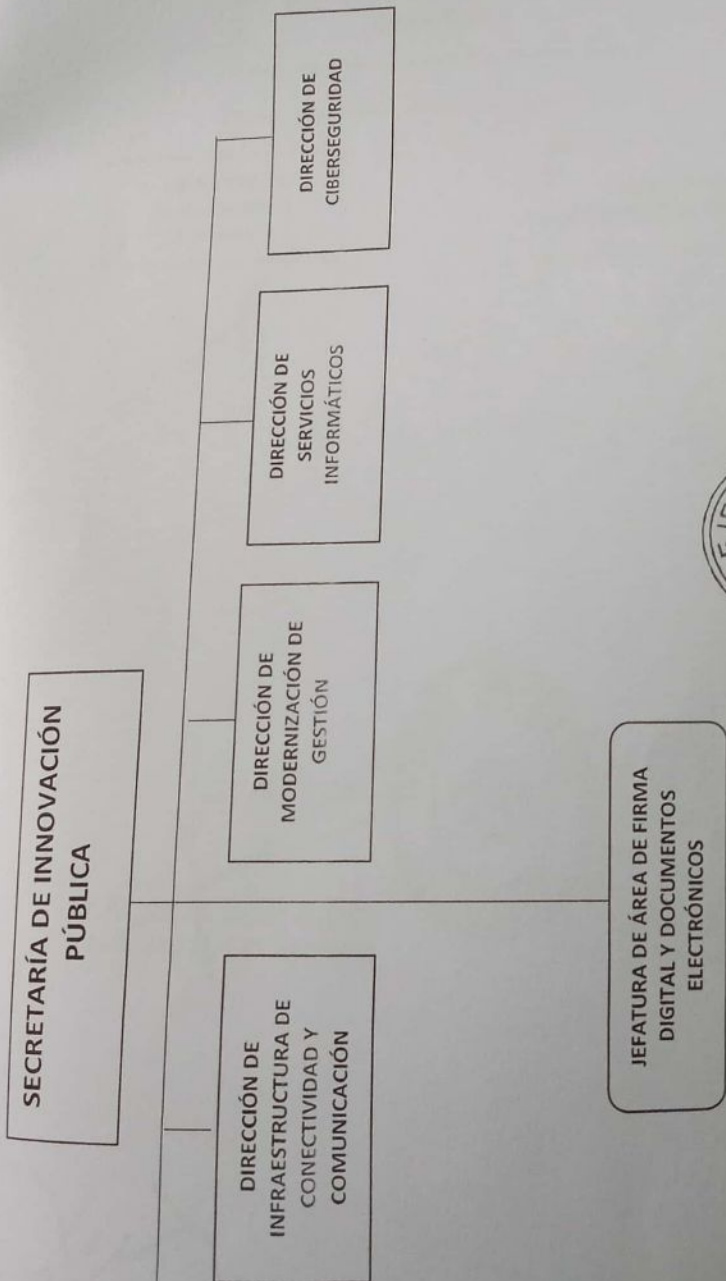 SECRETARÍA DE INNOVACIÓN
PÚBLICA
DIRECCIÓN DE
INFRAESTRUCTURA DE
CONECTIVIDAD Y
COMUNICACIÓN
DIRECCIÓN DE
MODERNIZACIÓN DE
GESTIÓN
DIRECCIÓN DE
SERVICIOS
INFORMÁTICOS
DIRECCIÓN DE
CIBERSEGURIDAD
JEFATURA DE ÁREA DE FIRMA
DIGITAL Y DOCUMENTOS
ELECTRÓNICOS